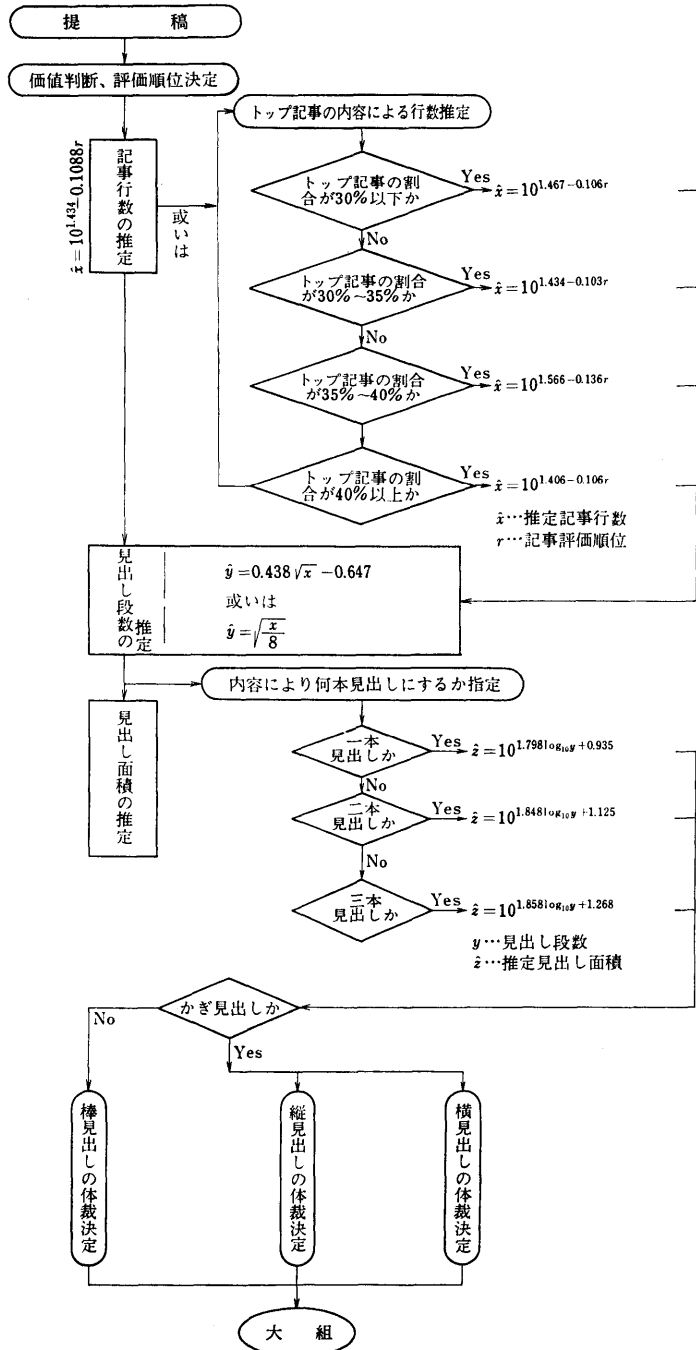 提　　　稿
価値判断、評価順位決定
トップ記事の内容による行数推定
記事行数の推定
x̂=10^{1.434−0.1088r}
或いは
トップ記事の割
合が30%以下か
Yes
x̂=10^{1.467−0.106r}
No
トップ記事の割合
が30%~35%か
Yes
x̂=10^{1.434−0.103r}
No
トップ記事の割合
が35%~40%か
Yes
x̂=10^{1.566−0.136r}
トップ記事の割
合が40%以上か
Yes
x̂=10^{1.406−0.106r}
x̂…推定記事行数
r…記事評価順位
見出し段数の
推定
ŷ=0.438√x−0.647
或いは
ŷ=√(x/8)
内容により何本見出しにするか指定
見出し面積の推定
一本
見出しか
Yes
ẑ=10^{1.798log₁₀y+0.935}
No
二本
見出しか
Yes
ẑ=10^{1.848log₁₀y+1.125}
No
三本
見出しか
Yes
ẑ=10^{1.858log₁₀y+1.268}
y…見出し段数
ẑ…推定見出し面積
かぎ見出しか
No
Yes
棒見出しの体裁決定
縦見出しの体裁決定
横見出しの体裁決定
大　組